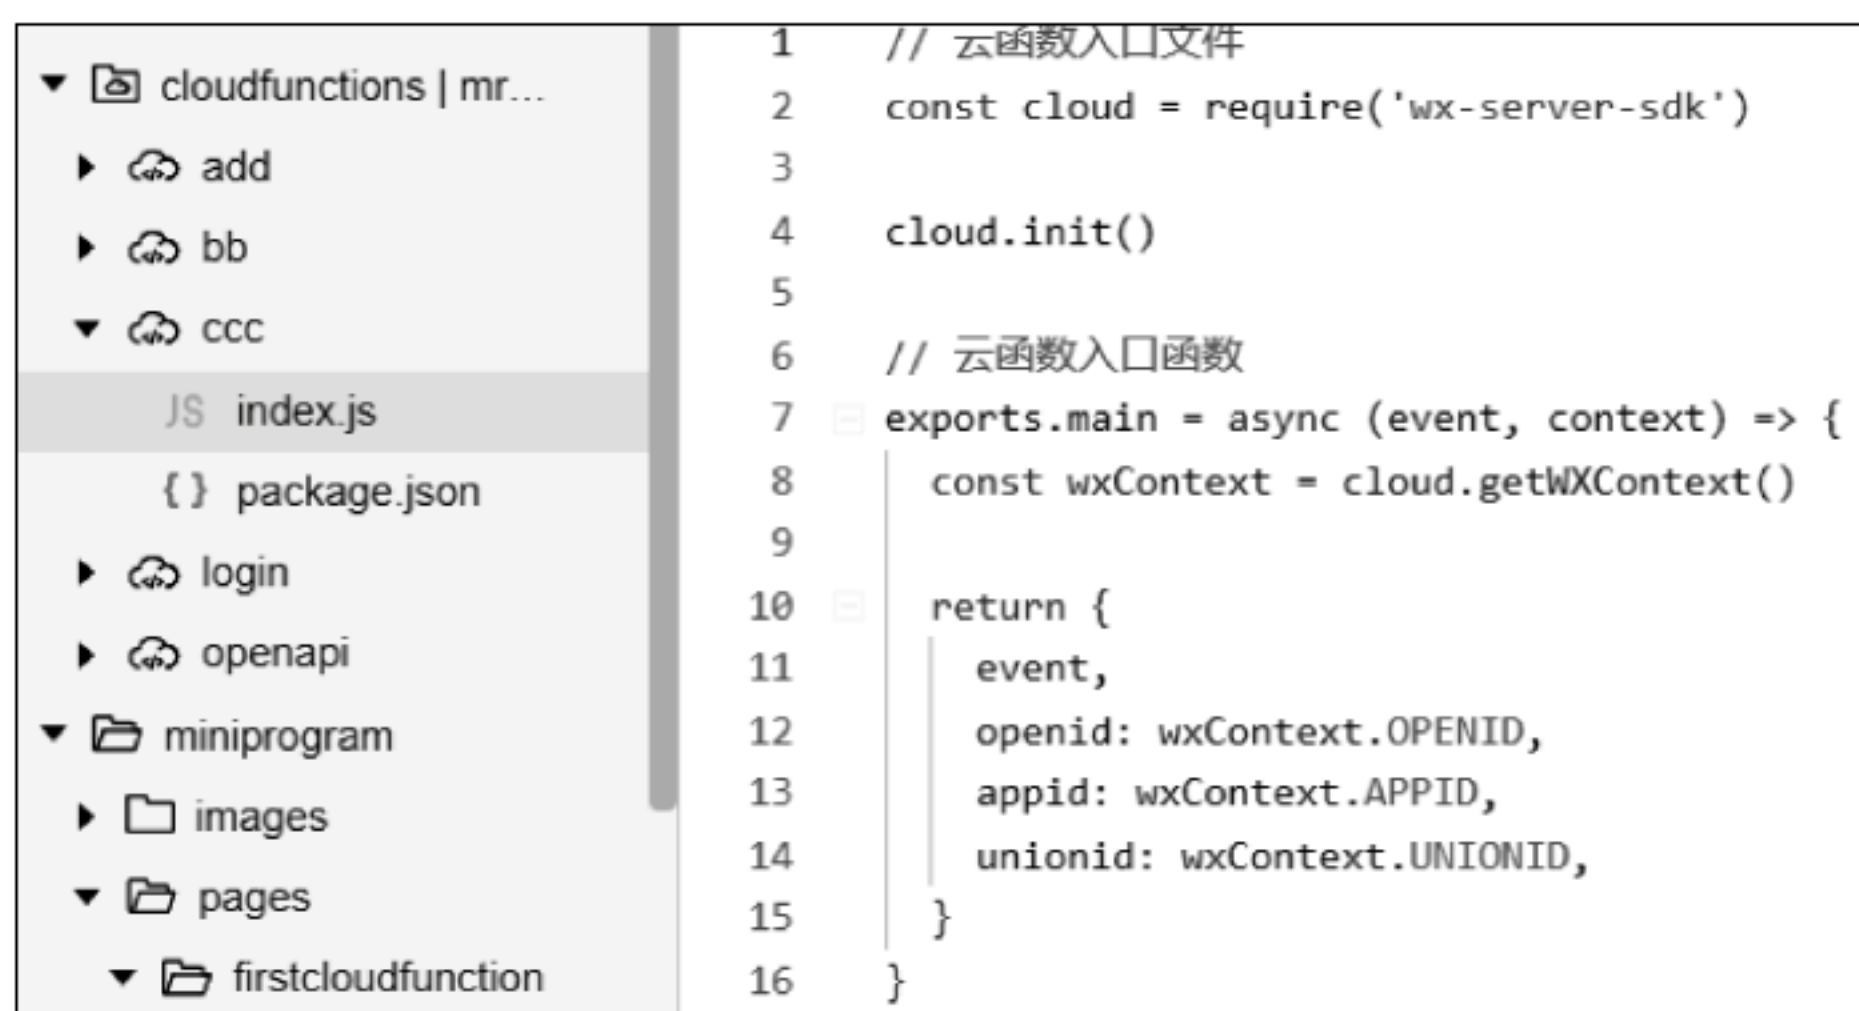 cloudfunctions | mr...
add
bb
ccc
JS index.js
{ } package.json
login
openapi
miniprogram
images
pages
firstcloudfunction
1 // 云函数入口文件
2 const cloud = require('wx-server-sdk')
3
4 cloud.init()
5
6 // 云函数入口函数
7 exports.main = async (event, context) => {
8 const wxContext = cloud.getWXContext()
9
10 return {
11 event,
12 openid: wxContext.OPENID,
13 appid: wxContext.APPID,
14 unionid: wxContext.UNIONID,
15 }
16 }